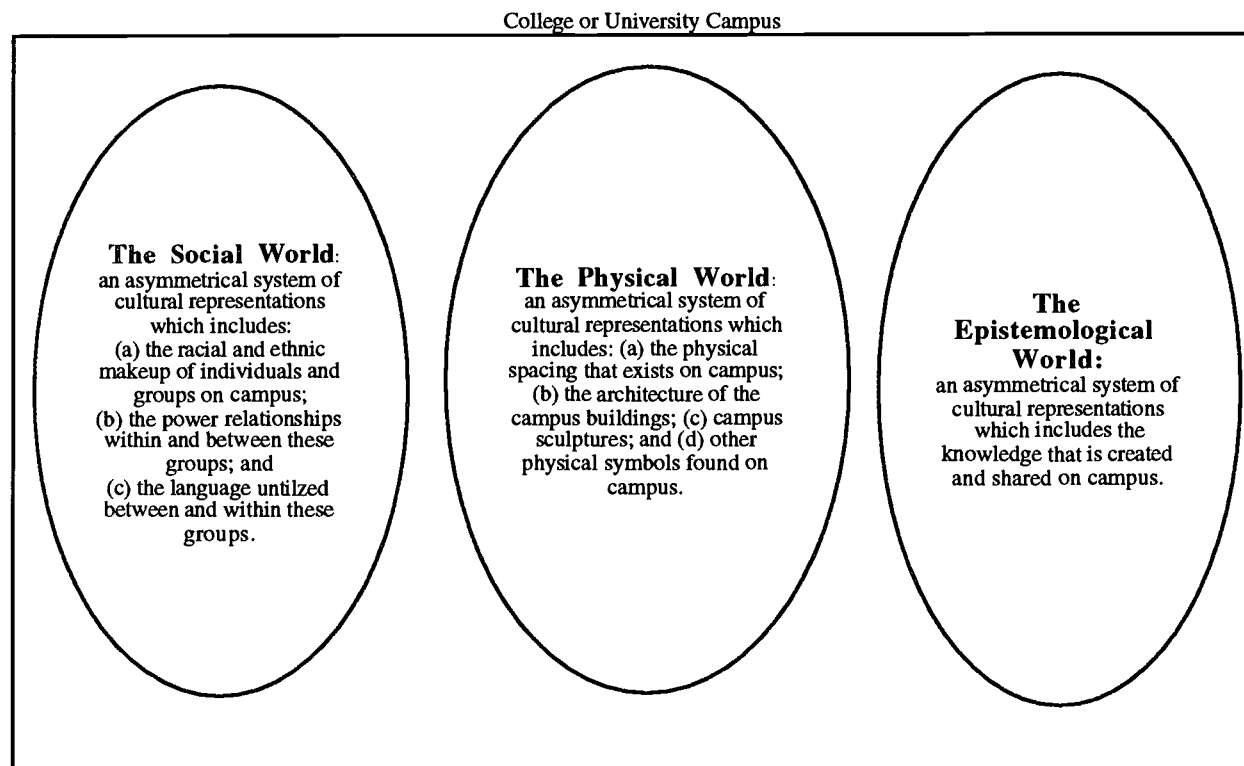 College or University Campus
The Social World:
an asymmetrical system of
cultural representations
which includes:
(a) the racial and ethnic
makeup of individuals and
groups on campus;
(b) the power relationships
within and between these
groups; and
(c) the language untilzed
between and within these
groups.
The Physical World:
an asymmetrical system of
cultural representations which
includes: (a) the physical
spacing that exists on campus;
(b) the architecture of the
campus buildings; (c) campus
sculptures; and (d) other
physical symbols found on
campus.
The
Epistemological
World:
an asymmetrical system of
cultural representations
which includes the
knowledge that is created
and shared on campus.